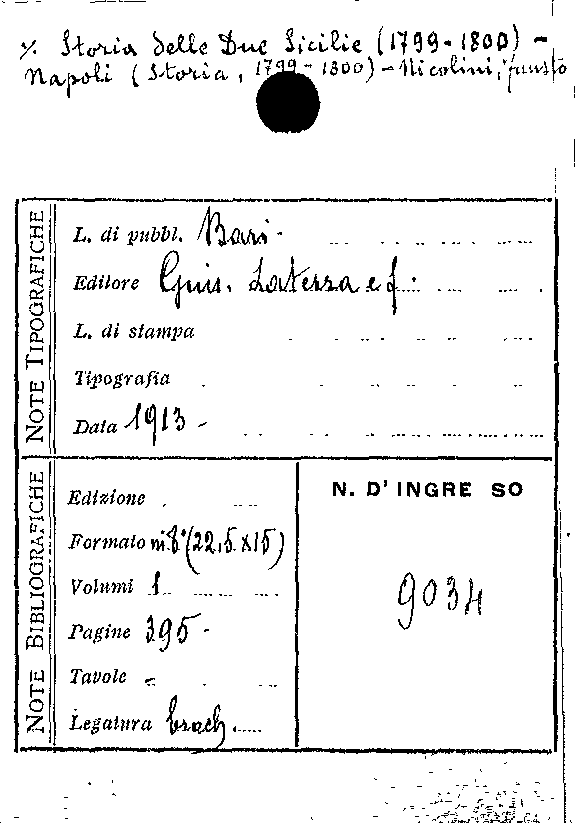 %. Storia delle Due Sicilie (1799-1800) -
Napoli (Storia, 1799-1800) - Nicolini, Fausto
NOTE TIPOGRAFICHE
L. di pubbl. Bari -
Editore Gius. Laterza e f.
L. di stampa
Tipografia
Data 1913 -
NOTE BIBLIOGRAFICHE
Edizione
Formato in 8° (22,5 x 15)
Volumi 1
Pagine 395 -
Tavole -
Legatura broch.
N. D' INGRE SO
9034